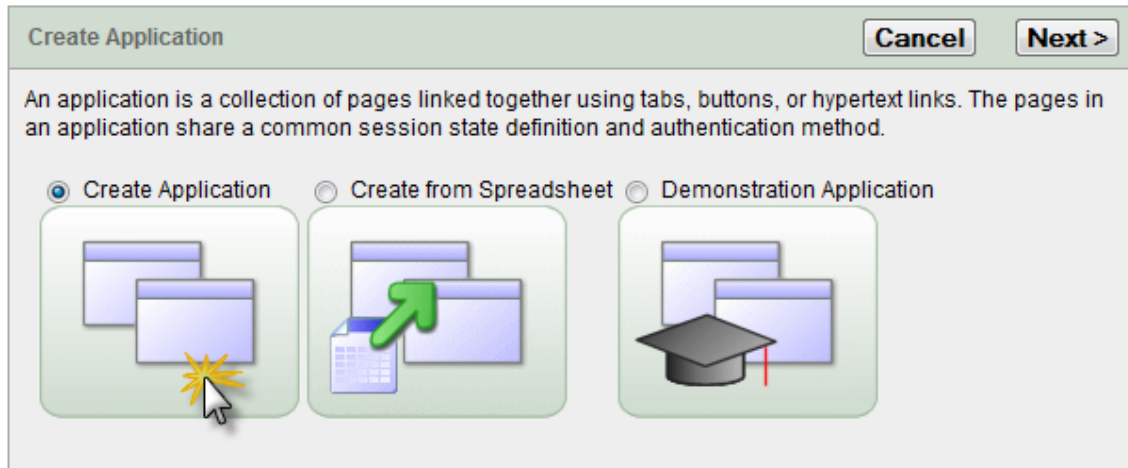 Create Application
Cancel
Next >
An application is a collection of pages linked together using tabs, buttons, or hypertext links. The pages in
an application share a common session state definition and authentication method.
Create Application
Create from Spreadsheet
Demonstration Application